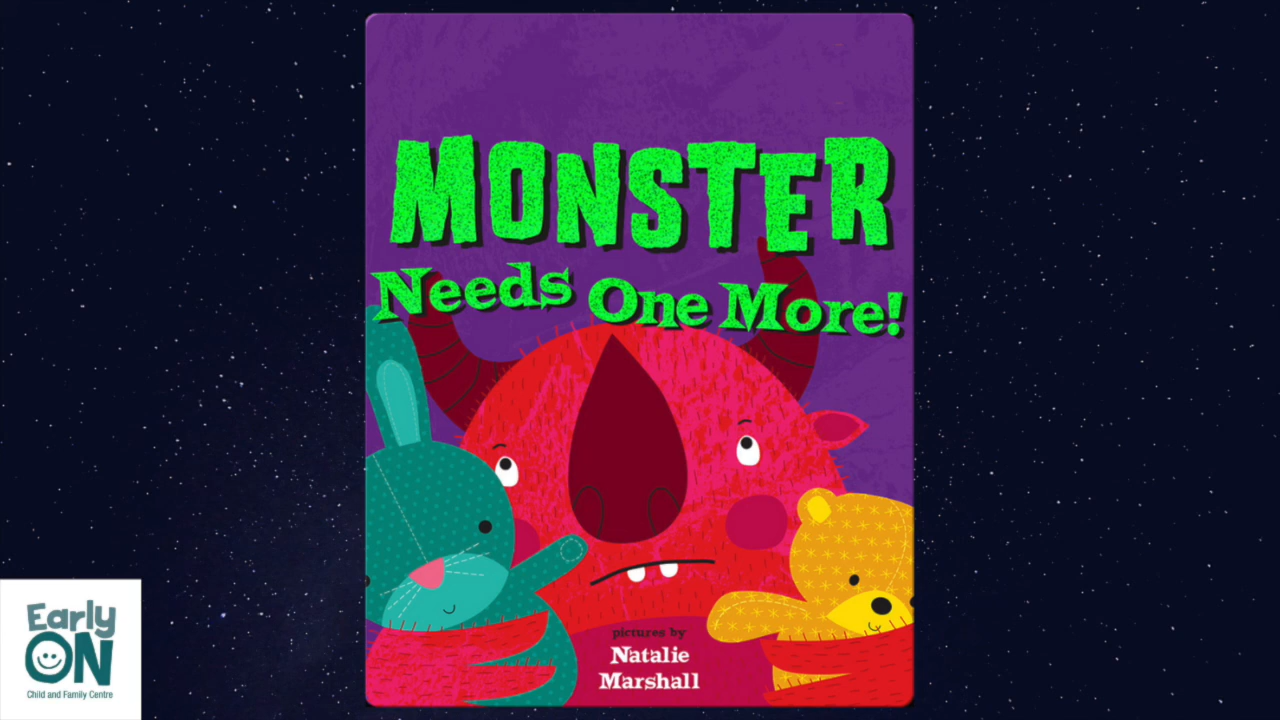 MONSTER
Needs One More!
pictures by
Natalie
Marshall
Early
ON
Child and Family Centre